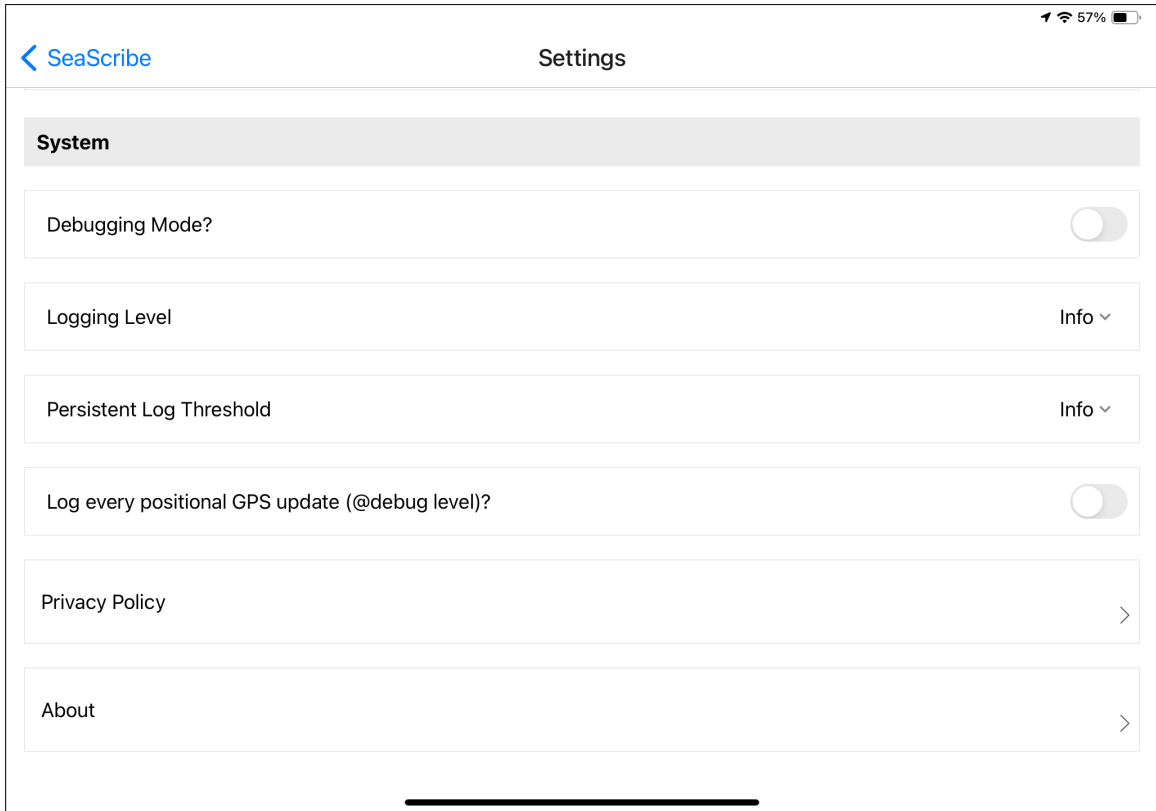 57%
SeaScribe
Settings
System
Debugging Mode?
Logging Level
Info
Persistent Log Threshold
Info
Log every positional GPS update (@debug level)?
Privacy Policy
About